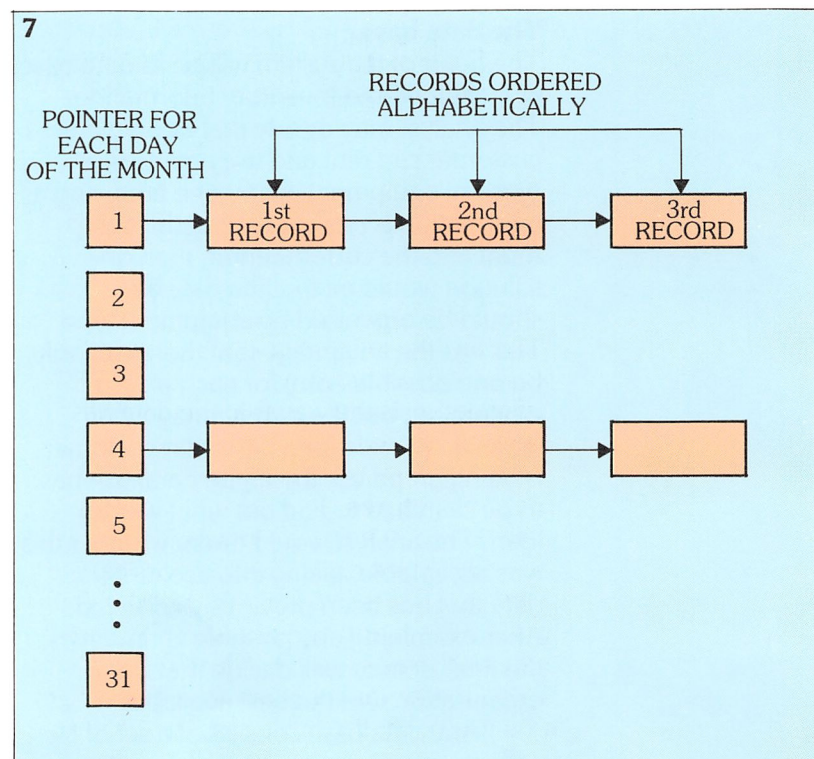 7
RECORDS ORDERED
ALPHABETICALLY
POINTER FOR
EACH DAY
OF THE MONTH
1
1st
RECORD
2nd
RECORD
3rd
RECORD
2
3
4
5
31